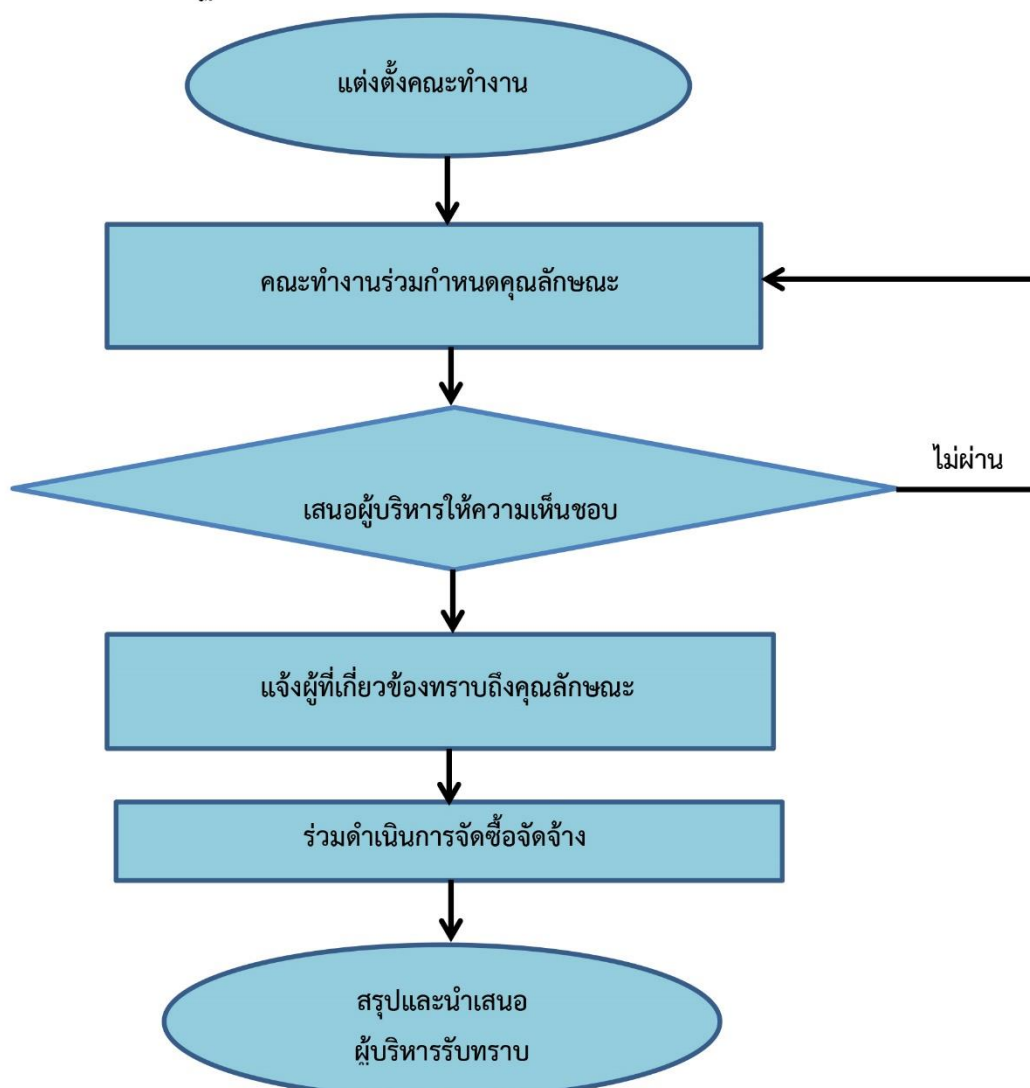 แต่งตั้งคณะทำงาน
คณะทำงานร่วมกำหนดคุณลักษณะ
ไม่ผ่าน
เสนอผู้บริหารให้ความเห็นชอบ
แจ้งผู้ที่เกี่ยวข้องทราบถึงคุณลักษณะ
ร่วมดำเนินการจัดซื้อจัดจ้าง
สรุปและนำเสนอ
ผู้บริหารรับทราบ